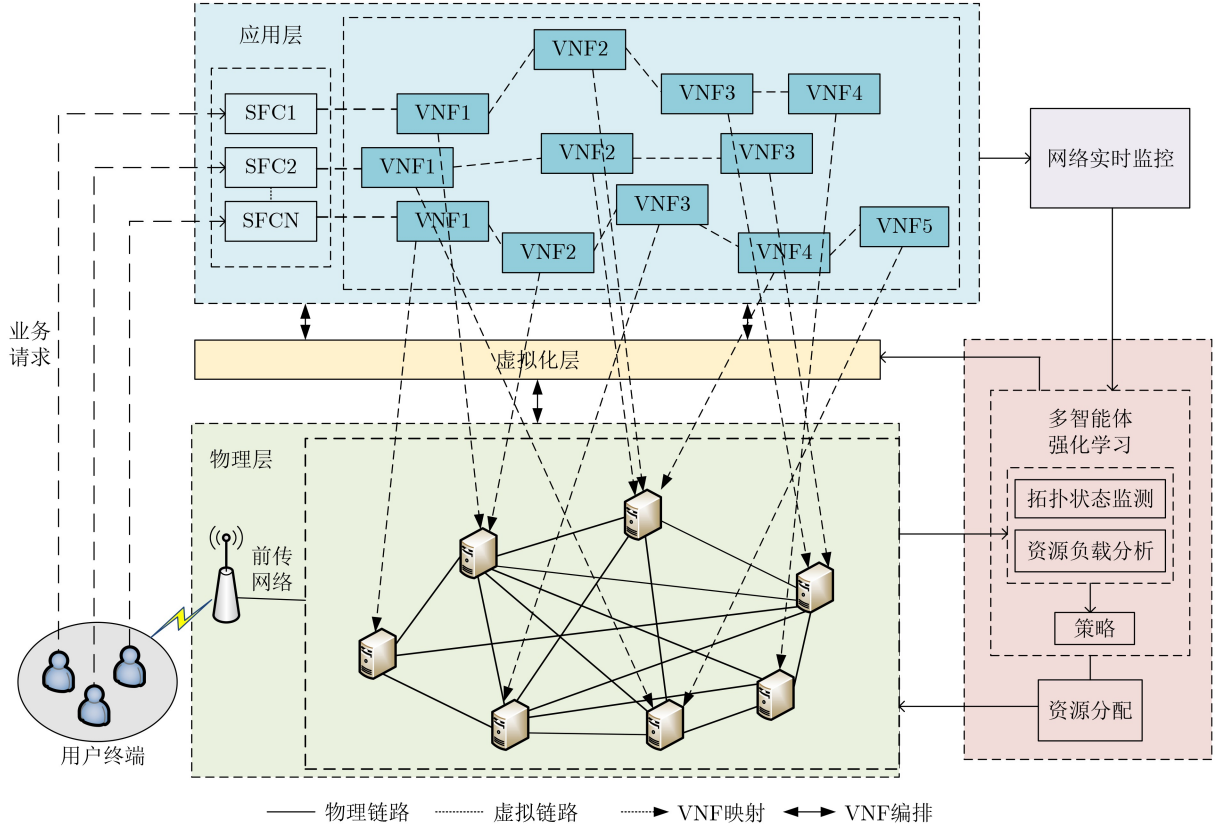 应用层
SFC1
SFC2
SFCN
VNF1
VNF2
VNF3
VNF4
VNF1
VNF2
VNF3
VNF1
VNF2
VNF3
VNF4
VNF5
网络实时监控
业务
请求
虚拟化层
多智能体
强化学习
拓扑状态监测
资源负载分析
策略
资源分配
物理层
前传
网络
用户终端
物理链路
虚拟链路
VNF映射
VNF编排